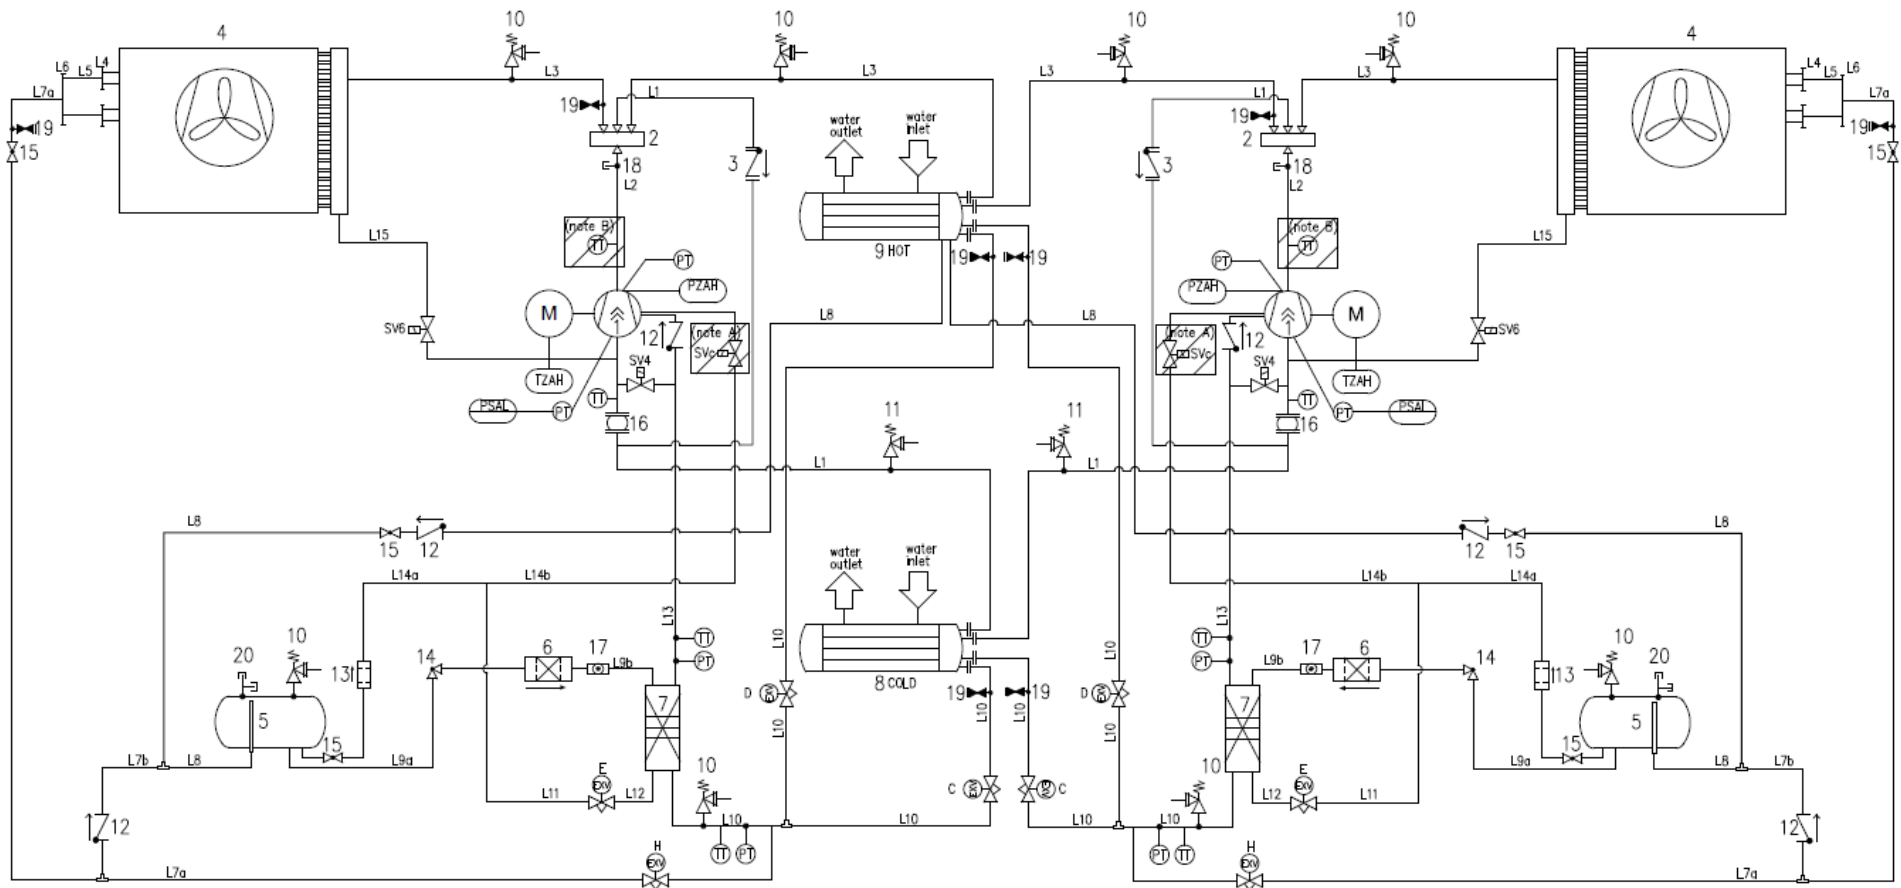 4 10 10 10 10 4
L6 L5 L4 L3 L3 L3 L3 L4 L5 L6
L7a L1 L1 L7a
19 19 19 19
15 2 water outlet water inlet 2 15
18 3 3 18
L2 L2
L15 (note B) TT (note B) TT L15
9 HOT
PT 19 19 PT
PZAH PZAH
M L8 L8 M
SV6 12 (note A) SVc (note A) SVc 12 SV6
SV4 SV4
TZAH TZAH
PSAL PT TT TT PT PSAL
16 11 11 16
L1 L1
L8 L8
15 12 12 15
water outlet water inlet
L14a L14b L14b L14a
L13 L13
10 6 17 TT L10 L10 TT 17 6 10
20 13 14 L9b PT PT L9b 14 13 20
8 COLD
5 7 D EXV 19 19 D EXV 7 5
L10 L10 L10 L10
15 15
L7b L8 L9a 10 10 L9a L8 L7b
E EXV C EXV EXV C E EXV
L11 L12 L12 L11
12 L10 L10 L10 L10 12
TT PT PT TT
H EXV H EXV
L7a L7a